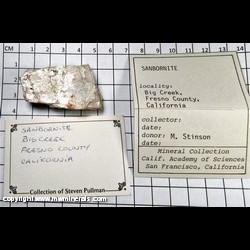 CM 1 2 3 4 5 6 7 8 9 10 11 12 13 14
SANBORNITE
BIG CREEK
FRESNO COUNTY
CALIFORNIA
Collection of Steven Pullman
SANBORNITE
locality:
Big Creek,
Fresno County,
California
collector:
date:
donor: M. Stinson
date:
Mineral Collection
Calif. Academy of Sciences
San Francisco, California
copyright www.mwminerals.com